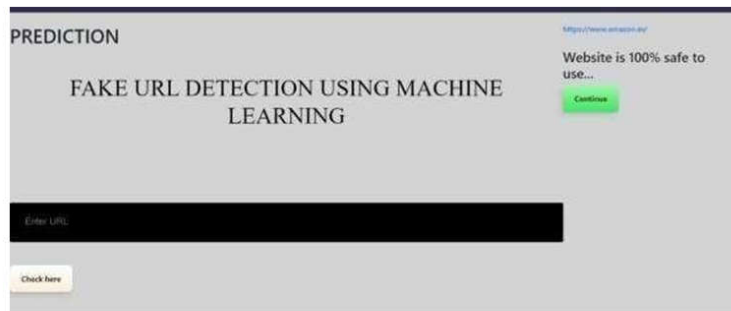 PREDICTION
FAKE URL DETECTION USING MACHINE
LEARNING
Enter URL
Check here
Website is 100% safe to
use...
Continue